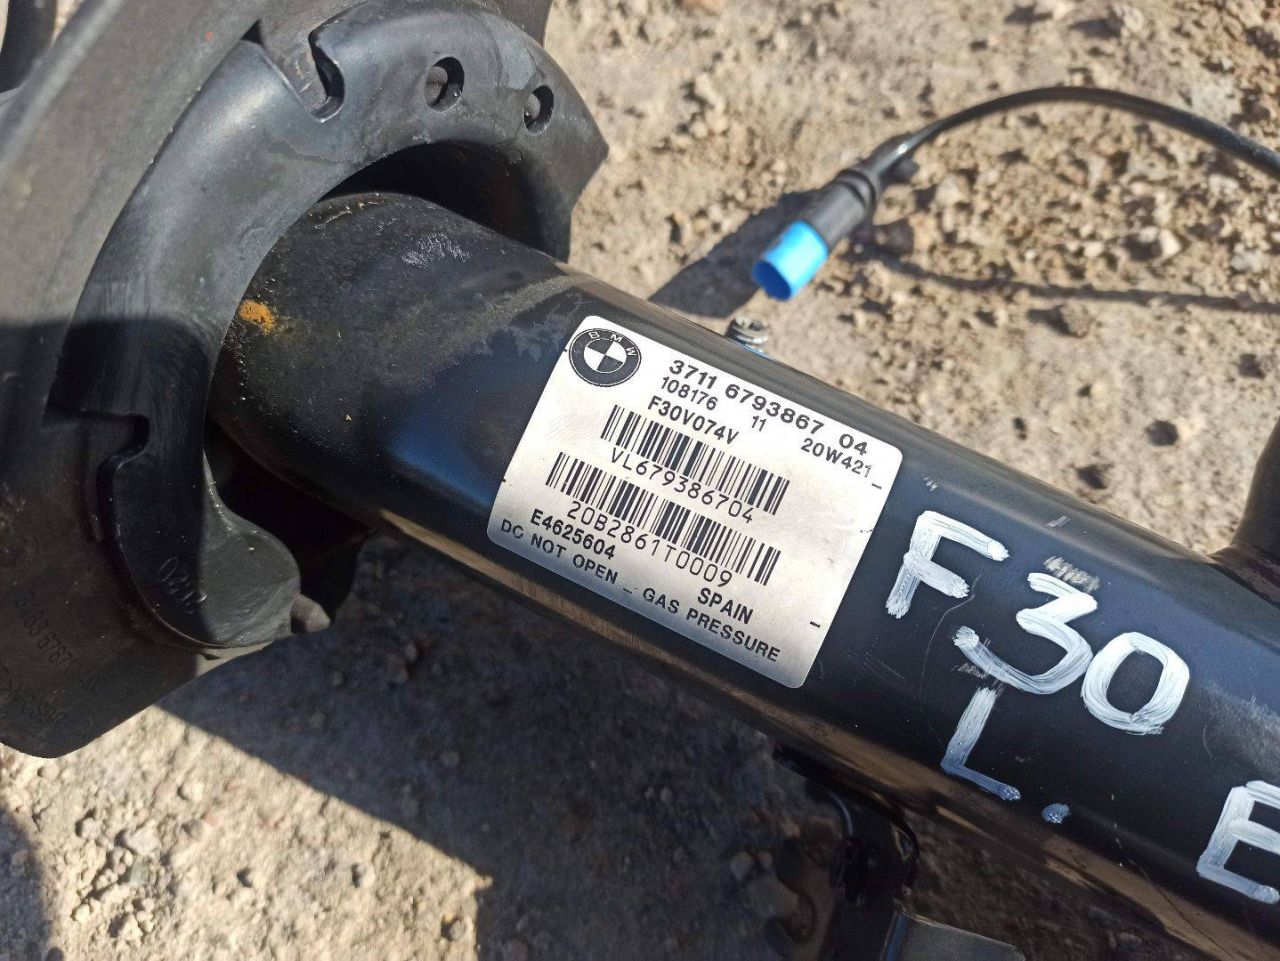 BMW
3711 6793867 04
108176 11 20W421
F30V074V
VL679386704
20B2861T0009
E4625604 SPAIN
DO NOT OPEN - GAS PRESSURE
F30
L.
E